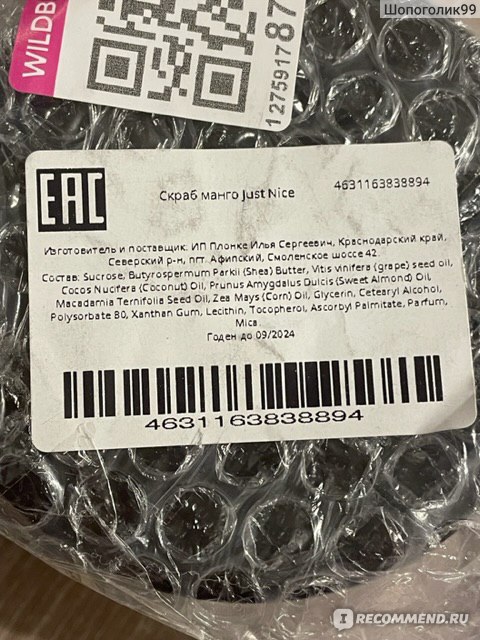 Шопоголик99
WILDB
1275917 87
EAC
Скраб манго Just Nice
4631163838894
Изготовитель и поставщик: ИП Плонке Илья Сергеевич, Краснодарский край,
Северский р-н, пгт. Афипский, Смоленское шоссе 42.
Состав: Sucrose, Butyrospermum Parkii (Shea) Butter, Vitis vinifera (grape) seed oil,
Cocos Nucifera (Coconut) Oil, Prunus Amygdalus Dulcis (Sweet Almond) Oil,
Macadamia Ternifolia Seed Oil, Zea Mays (Corn) Oil, Glycerin, Cetearyl Alcohol,
Polysorbate 80, Xanthan Gum, Lecithin, Tocopherol, Ascorbyl Palmitate, Parfum,
Mica.
Годен до 09/2024
4631163838894
IRECOMMEND.RU